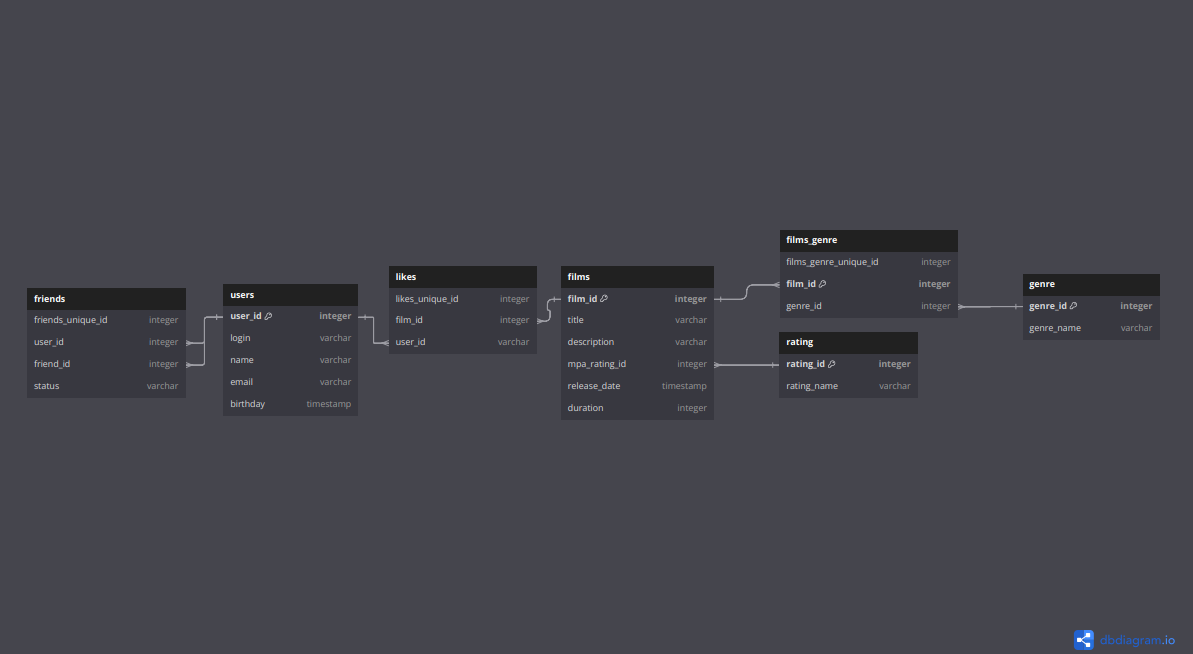 friends
friends_unique_id integer
user_id integer
friend_id integer
status varchar
users
user_id integer
login varchar
name varchar
email varchar
birthday timestamp
likes
likes_unique_id integer
film_id integer
user_id varchar
films
film_id integer
title varchar
description varchar
mpa_rating_id integer
release_date timestamp
duration integer
films_genre
films_genre_unique_id integer
film_id integer
genre_id integer
rating
rating_id integer
rating_name varchar
genre
genre_id integer
genre_name varchar
dbdiagram.io